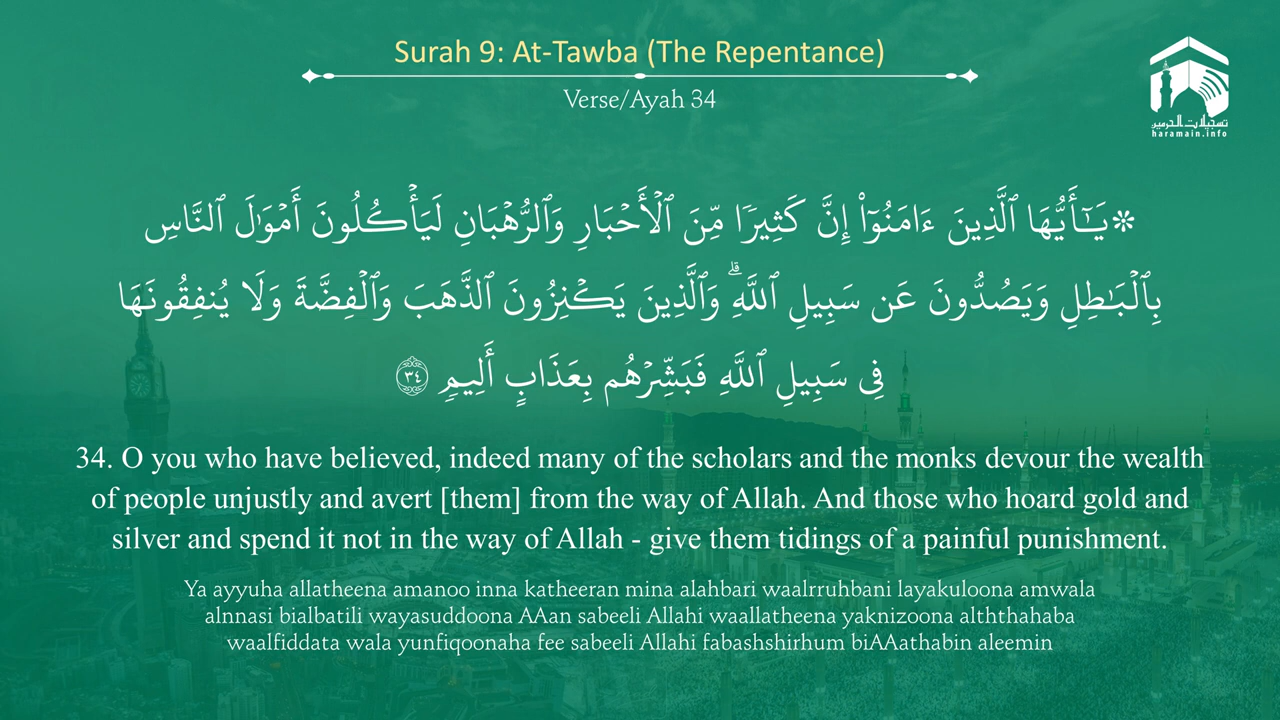 Surah 9: At-Tawba (The Repentance)
Verse/Ayah 34
تسجيلات الحرمين
haramain.info
۞يَـٰٓأَيُّهَا ٱلَّذِينَ ءَامَنُوٓا۟ إِنَّ كَثِيرًۭا مِّنَ ٱلْأَحْبَارِ وَٱلرُّهْبَانِ لَيَأْكُلُونَ أَمْوَٰلَ ٱلنَّاسِ
بِٱلْبَـٰطِلِ وَيَصُدُّونَ عَن سَبِيلِ ٱللَّهِ ۗ وَٱلَّذِينَ يَكْنِزُونَ ٱلذَّهَبَ وَٱلْفِضَّةَ وَلَا يُنفِقُونَهَا
فِى سَبِيلِ ٱللَّهِ فَبَشِّرْهُم بِعَذَابٍ أَلِيمٍۢ ٣٤
34. O you who have believed, indeed many of the scholars and the monks devour the wealth
of people unjustly and avert [them] from the way of Allah. And those who hoard gold and
silver and spend it not in the way of Allah - give them tidings of a painful punishment.
Ya ayyuha allatheena amanoo inna katheeran mina alahbari waalrruhbani layakuloona amwala
alnnasi bialbatili wayasuddoona AAan sabeeli Allahi waallatheena yaknizoona alththahaba
waalfiddata wala yunfiqoonaha fee sabeeli Allahi fabashshirhum biAAathabin aleemin